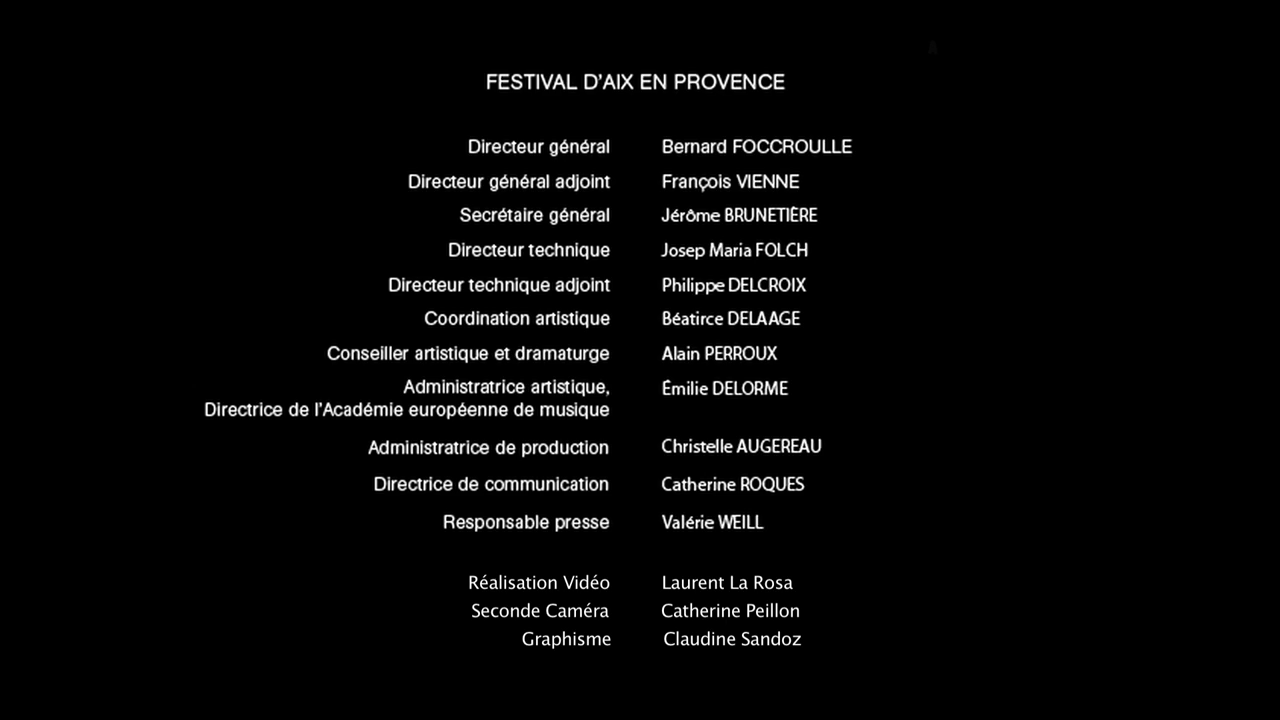 FESTIVAL D'AIX EN PROVENCE
Directeur général Bernard FOCCROULLE
Directeur général adjoint François VIENNE
Secrétaire général Jérôme BRUNETIÈRE
Directeur technique Josep Maria FOLCH
Directeur technique adjoint Philippe DELCROIX
Coordination artistique Béatirce DELAAGE
Conseiller artistique et dramaturge Alain PERROUX
Administratrice artistique, Émilie DELORME
Directrice de l'Académie européenne de musique
Administratrice de production Christelle AUGEREAU
Directrice de communication Catherine ROQUES
Responsable presse Valérie WEILL
Réalisation Vidéo Laurent La Rosa
Seconde Caméra Catherine Peillon
Graphisme Claudine Sandoz